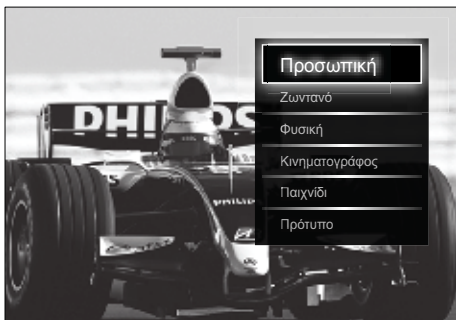 Προσωπική
Ζωντανό
Φυσική
Κινηματογράφος
Παιχνίδι
Πρότυπο
PHILIPS